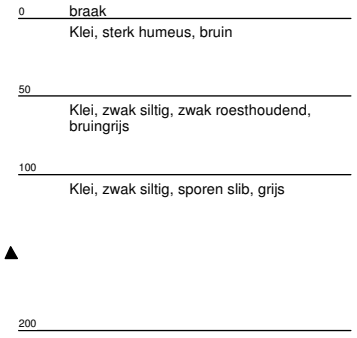 0 braak
Klei, sterk humeus, bruin
50
Klei, zwak siltig, zwak roesthoudend,
bruingrijs
100
Klei, zwak siltig, sporen slib, grijs
200